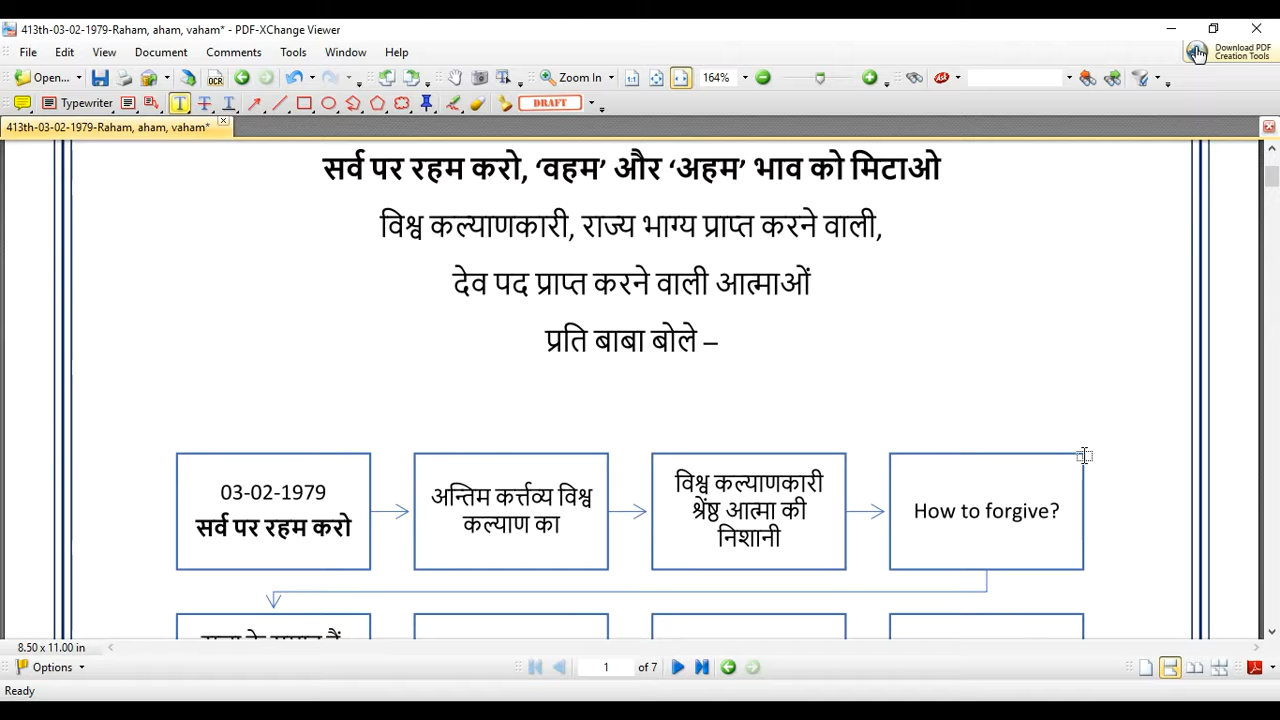 413th-03-02-1979-Raham, aham, vaham* - PDF-XChange Viewer
Download PDF
Creation Tools
File Edit View Document Comments Tools Window Help
Open... OCR Zoom In 164%
Typewriter DRAFT
413th-03-02-1979-Raham, aham, vaham*
सर्व पर रहम करो, ‘वहम’ और ‘अहम’ भाव को मिटाओ
विश्व कल्याणकारी, राज्य भाग्य प्राप्त करने वाली,
देव पद प्राप्त करने वाली आत्माओं
प्रति बाबा बोले –
03-02-1979
सर्व पर रहम करो
अन्तिम कर्त्तव्य विश्व
कल्याण का
विश्व कल्याणकारी
श्रेंष्ठ आत्मा की
निशानी
How to forgive?
8.50 x 11.00 in
Options 1 of 7
Ready